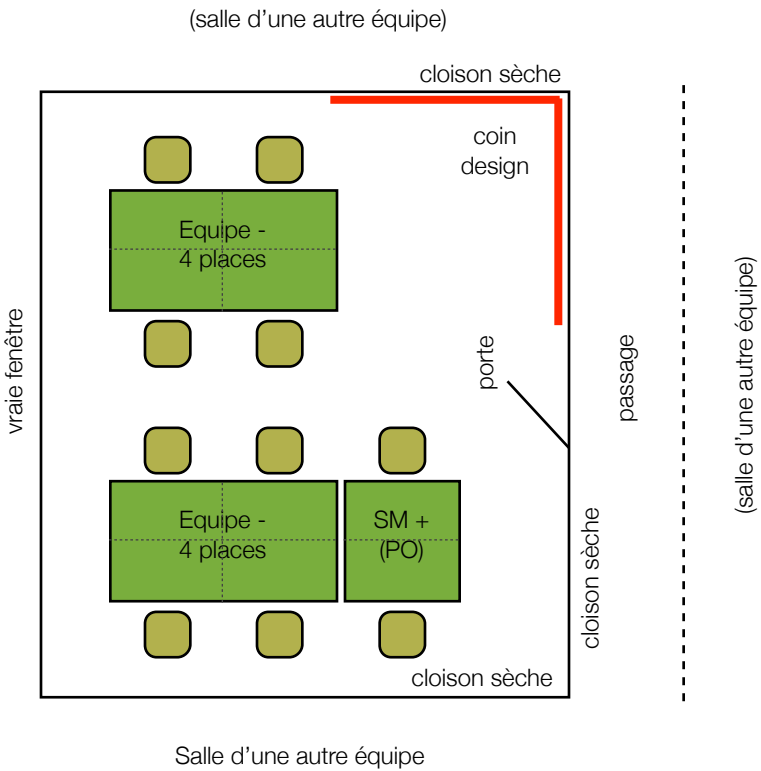 (salle d’une autre équipe)
cloison sèche
coin
design
Equipe -
4 places
vraie fenêtre
porte
passage
(salle d’une autre équipe)
Equipe -
4 places
SM +
(PO)
cloison sèche
cloison sèche
Salle d’une autre équipe